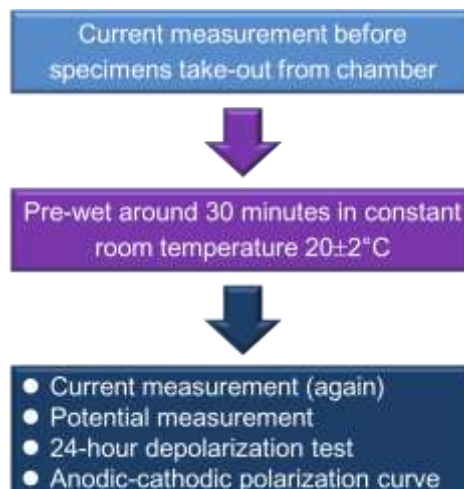 Current measurement before
specimens take-out from chamber
Pre-wet around 30 minutes in constant
room temperature 20±2°C
● Current measurement (again)
● Potential measurement
● 24-hour depolarization test
● Anodic-cathodic polarization curve